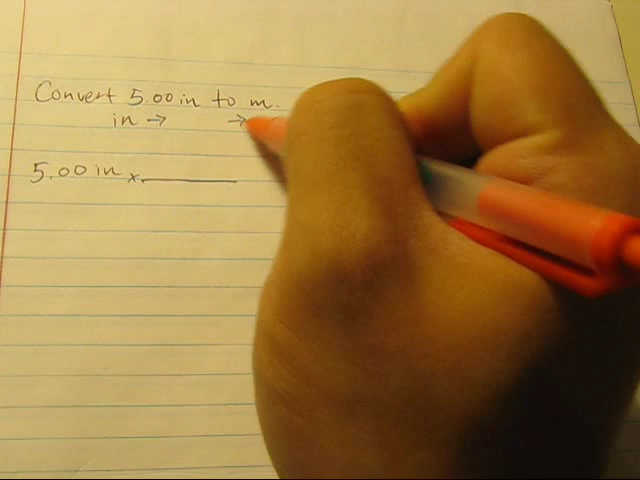 Convert 5.00 in to m.
in → →
5.00 in x